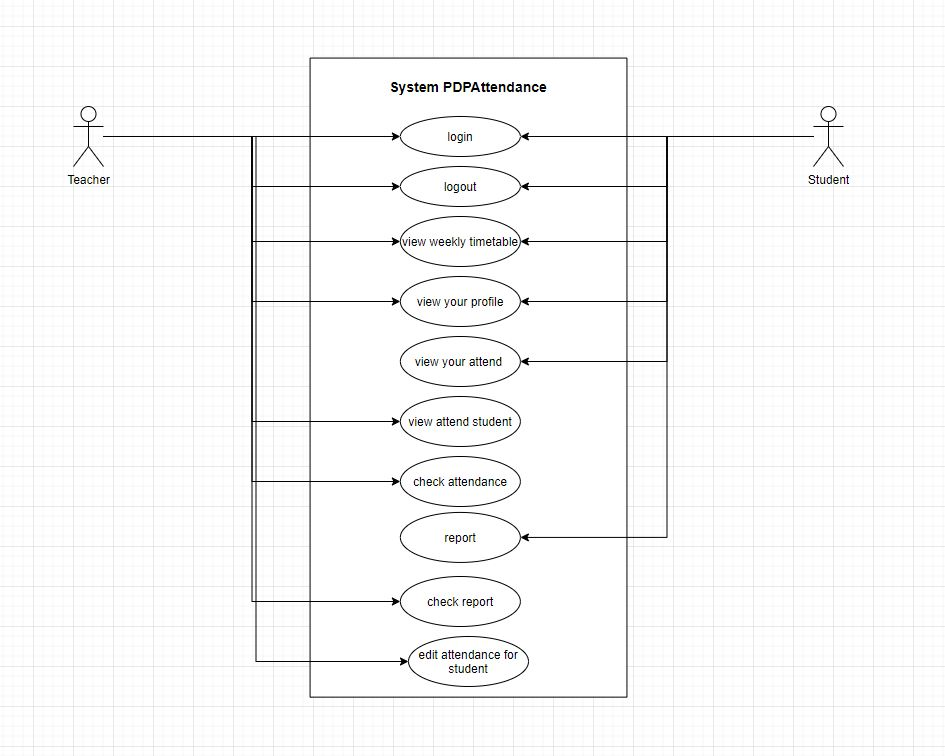 System PDPAttendance
login
Teacher
Student
logout
view weekly timetable
view your profile
view your attend
view attend student
check attendance
report
check report
edit attendance for
student